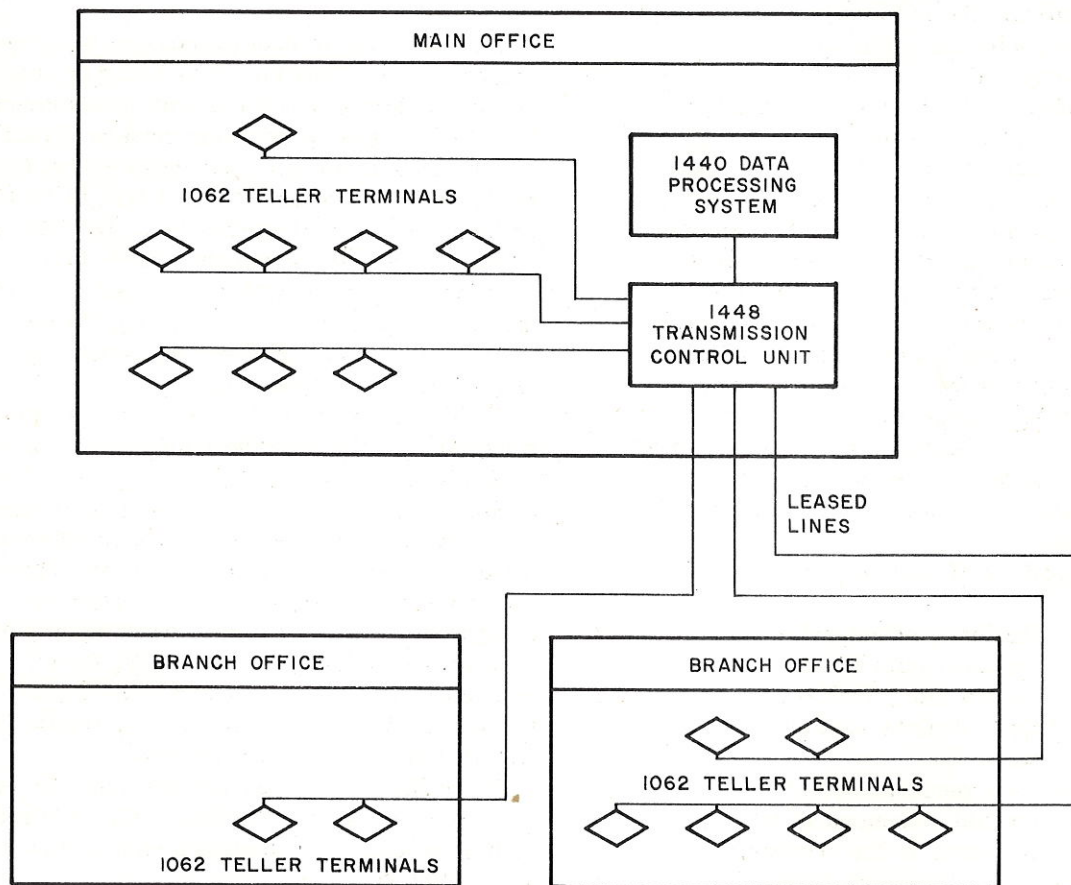 MAIN OFFICE
1440 DATA
PROCESSING
SYSTEM
1062 TELLER TERMINALS
1448
TRANSMISSION
CONTROL UNIT
LEASED
LINES
BRANCH OFFICE
1062 TELLER TERMINALS
BRANCH OFFICE
1062 TELLER TERMINALS